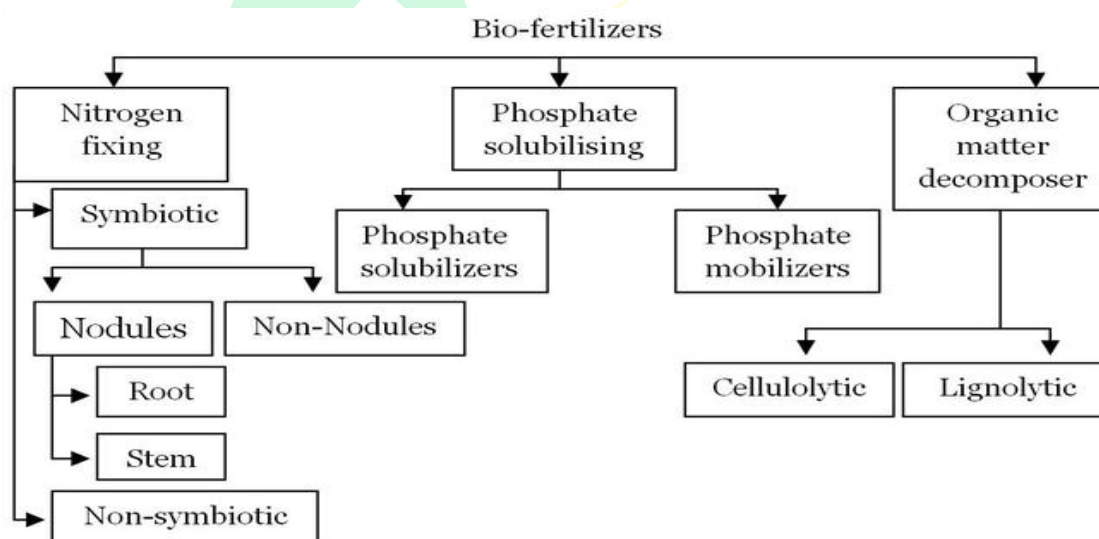 Bio-fertilizers
Nitrogen
fixing
Phosphate
solubilising
Organic
matter
decomposer
Symbiotic
Phosphate
solubilizers
Phosphate
mobilizers
Nodules
Non-Nodules
Root
Stem
Non-symbiotic
Cellulolytic
Lignolytic